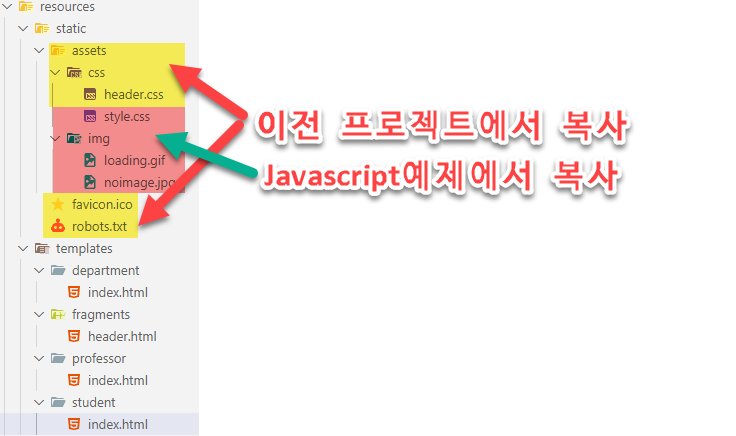 resources
static
assets
css
header.css
style.css
img
loading.gif
noimage.jpg
favicon.ico
robots.txt
templates
department
index.html
fragments
header.html
professor
index.html
student
index.html
이전 프로젝트에서 복사
Javascript예제에서 복사